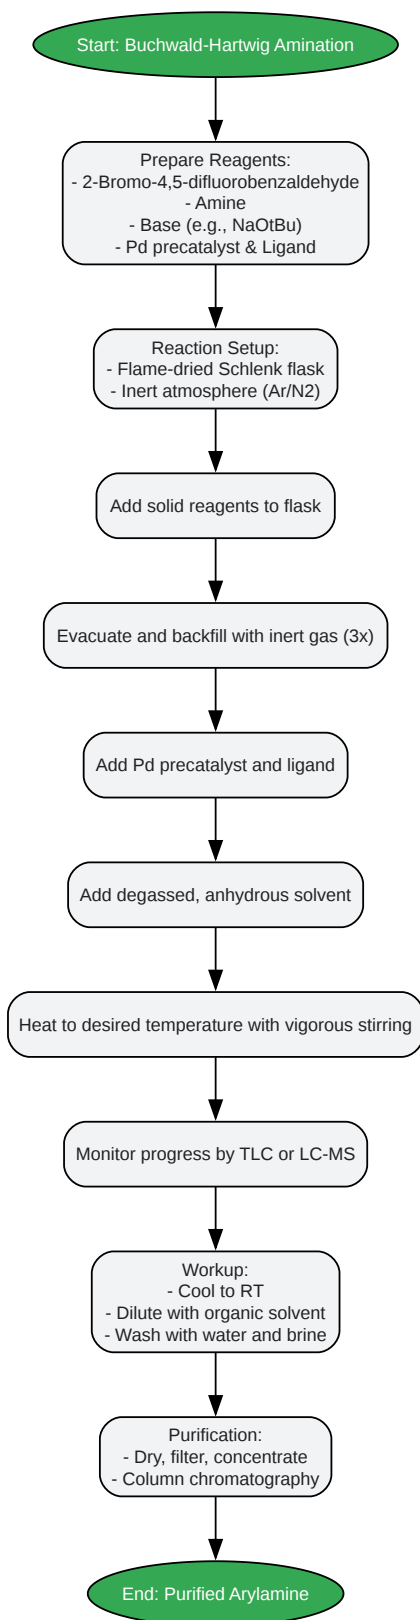 Start: Buchwald-Hartwig Amination
Prepare Reagents:
- 2-Bromo-4,5-difluorobenzaldehyde
- Amine
- Base (e.g., NaOtBu)
- Pd precatalyst & Ligand
Reaction Setup:
- Flame-dried Schlenk flask
- Inert atmosphere (Ar/N2)
Add solid reagents to flask
Evacuate and backfill with inert gas (3x)
Add Pd precatalyst and ligand
Add degassed, anhydrous solvent
Heat to desired temperature with vigorous stirring
Monitor progress by TLC or LC-MS
Workup:
- Cool to RT
- Dilute with organic solvent
- Wash with water and brine
Purification:
- Dry, filter, concentrate
- Column chromatography
End: Purified Arylamine